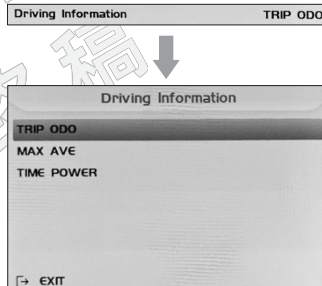 Driving Information TRIP ODO
Driving Information
TRIP ODO
MAX AVE
TIME POWER
EXIT